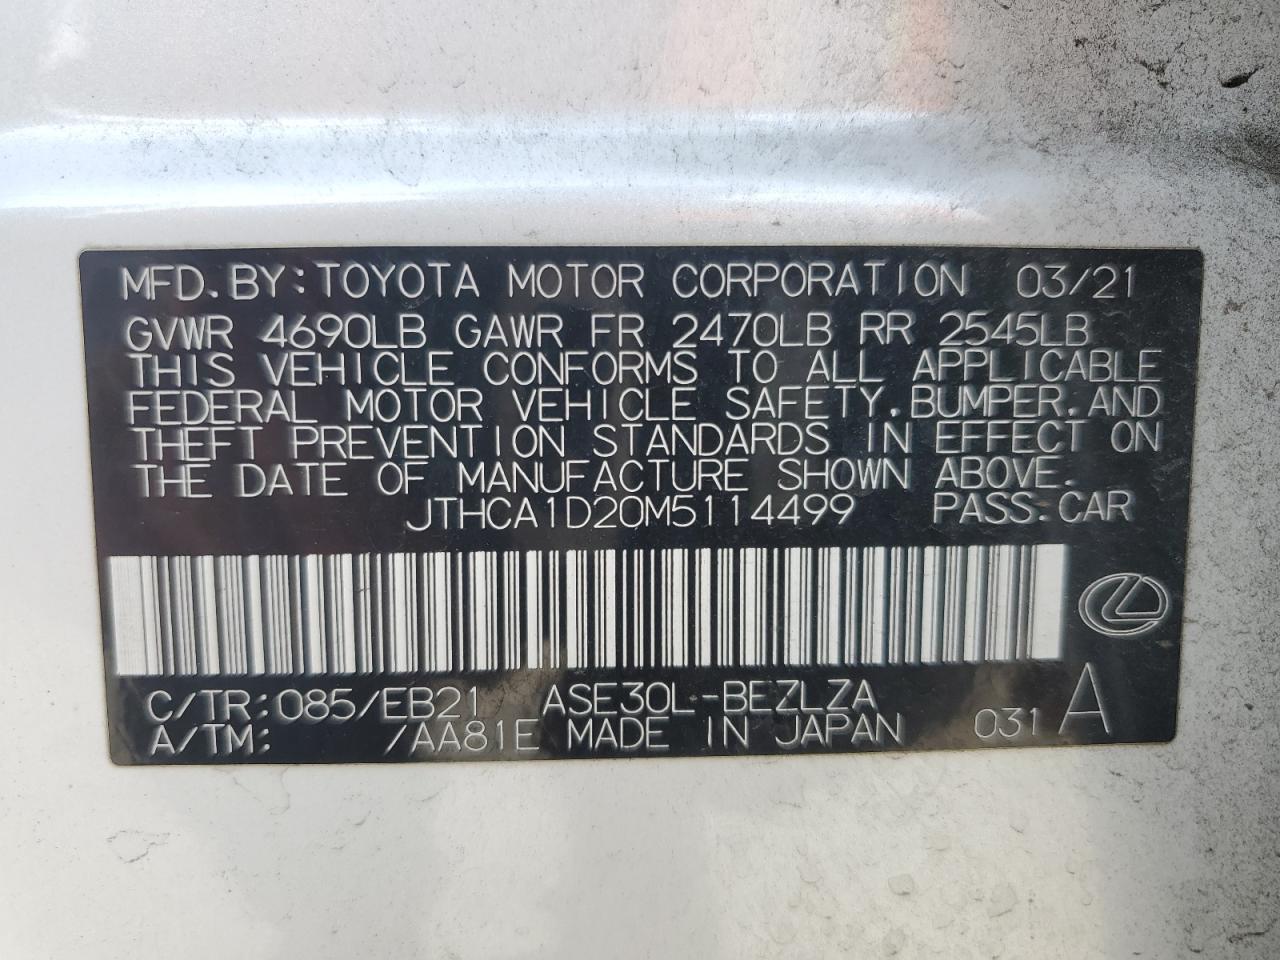 MFD. BY: TOYOTA MOTOR CORPORATION 03/21
GVWR 4690LB GAWR FR 2470LB RR 2545LB
THIS VEHICLE CONFORMS TO ALL APPLICABLE
FEDERAL MOTOR VEHICLE SAFETY, BUMPER, AND
THEFT PREVENTION STANDARDS IN EFFECT ON
THE DATE OF MANUFACTURE SHOWN ABOVE.
JTHCA1D20M5114499 PASS. CAR
C/TR: 085/EB21 ASE30L-BEZLZA
A/TM: /AA81E MADE IN JAPAN 031 A